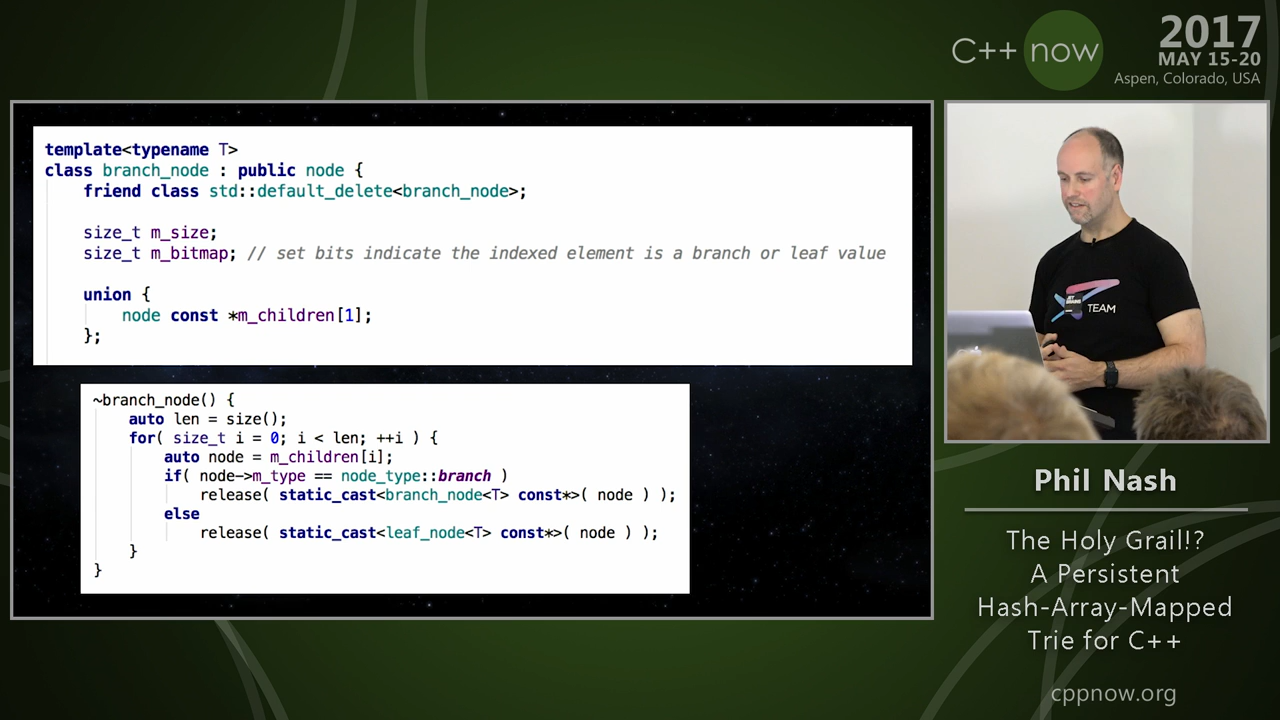 C++ now
2017
MAY 15-20
Aspen, Colorado, USA
template<typename T>
class branch_node : public node {
friend class std::default_delete<branch_node>;
size_t m_size;
size_t m_bitmap; // set bits indicate the indexed element is a branch or leaf value
union {
node const *m_children[1];
};
~branch_node() {
auto len = size();
for( size_t i = 0; i < len; ++i ) {
auto node = m_children[i];
if( node->m_type == node_type::branch )
release( static_cast<branch_node<T> const*>( node ) );
else
release( static_cast<leaf_node<T> const*>( node ) );
}
}
JET
BRAINS
TEAM
Phil Nash
The Holy Grail!?
A Persistent
Hash-Array-Mapped
Trie for C++
cppnow.org